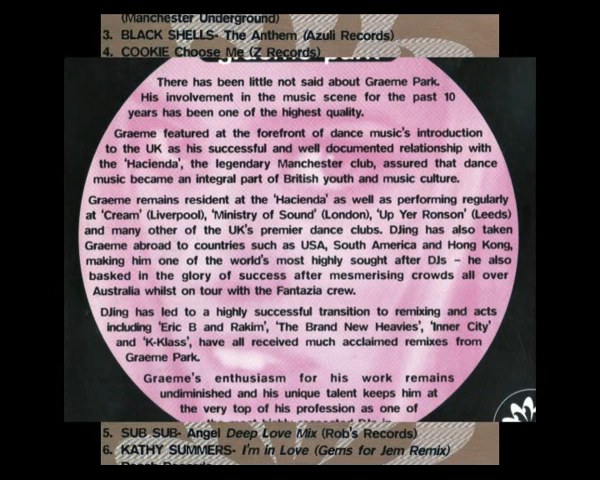 (Manchester Underground)
3. BLACK SHELLS- The Anthem (Azuli Records)
4. COOKIE Choose Me (Z Records)
There has been little not said about Graeme Park.
His involvement in the music scene for the past 10
years has been one of the highest quality.
Graeme featured at the forefront of dance music's introduction
to the UK as his successful and well documented relationship with
the 'Hacienda', the legendary Manchester club, assured that dance
music became an integral part of British youth and music culture.
Graeme remains resident at the 'Hacienda' as well as performing regularly
at 'Cream' (Liverpool), 'Ministry of Sound' (London), 'Up Yer Ronson' (Leeds)
and many other of the UK's premier dance clubs. DJing has also taken
Graeme abroad to countries such as USA, South America and Hong Kong,
making him one of the world's most highly sought after DJs – he also
basked in the glory of success after mesmerising crowds all over
Australia whilst on tour with the Fantazia crew.
DJing has led to a highly successful transition to remixing and acts
including 'Eric B and Rakim', 'The Brand New Heavies', 'Inner City'
and 'K-Klass', have all received much acclaimed remixes from
Graeme Park.
Graeme's enthusiasm for his work remains
undiminished and his unique talent keeps him at
the very top of his profession as one of
5. SUB SUB- Angel Deep Love Mix (Rob's Records)
6. KATHY SUMMERS- I'm in Love (Gems for Jem Remix)